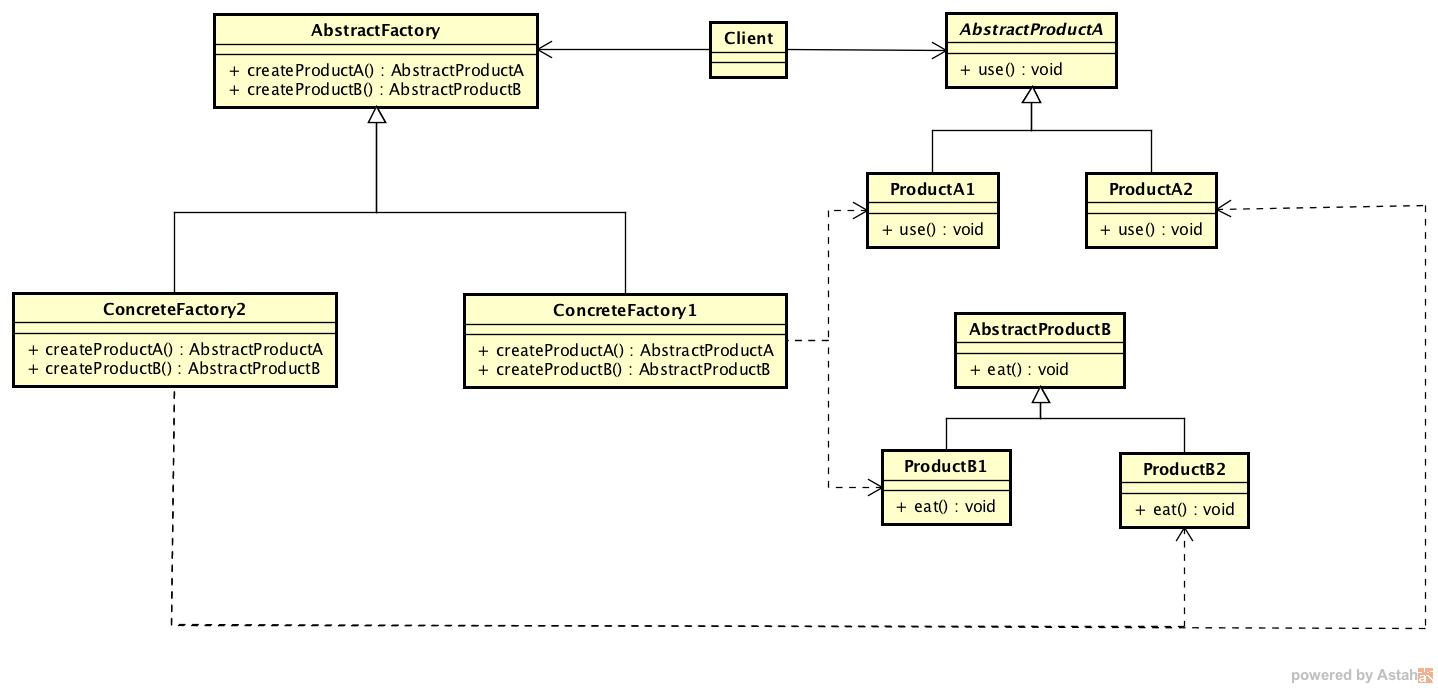 AbstractFactory
+ createProductA() : AbstractProductA
+ createProductB() : AbstractProductB
Client
AbstractProductA
+ use() : void
ProductA1
+ use() : void
ProductA2
+ use() : void
ConcreteFactory2
+ createProductA() : AbstractProductA
+ createProductB() : AbstractProductB
ConcreteFactory1
+ createProductA() : AbstractProductA
+ createProductB() : AbstractProductB
AbstractProductB
+ eat() : void
ProductB1
+ eat() : void
ProductB2
+ eat() : void
powered by Astah